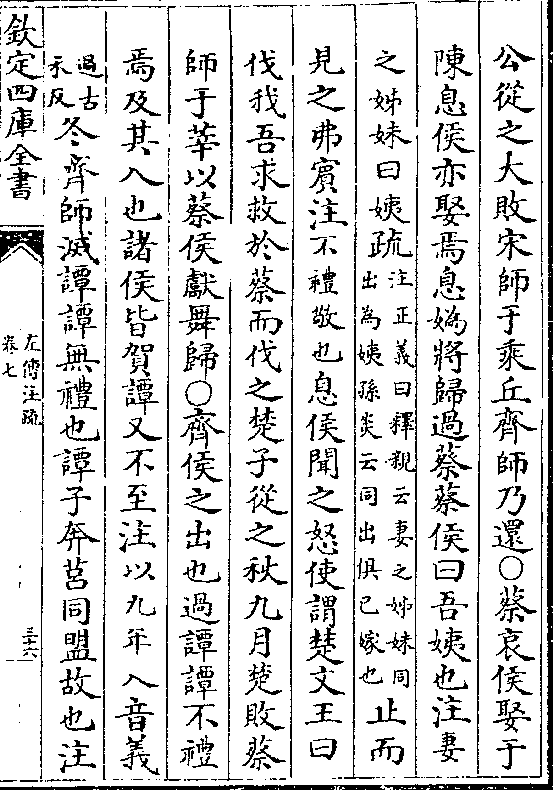 公從之大敗宋師于乘丘齊師乃還○蔡哀侯娶于
陳息侯亦娶焉息媯將歸過蔡蔡侯曰吾姨也注妻
之姊妹曰姨疏注正義曰釋親云妻之姊妹同出為姨孫炎云同出俱已嫁也止而
見之弗賓注不禮敬也息侯聞之怒使謂楚文王曰
伐我吾求救於蔡而伐之楚子從之秋九月楚敗蔡
師于莘以蔡侯獻舞歸○齊侯之出也過譚譚不禮
焉及其入也諸侯皆賀譚又不至注以九年入音義
過古禾反冬齊師滅譚譚無禮也譚子奔莒同盟故也注
欽定四庫全書
左傳注疏
卷七
三十六